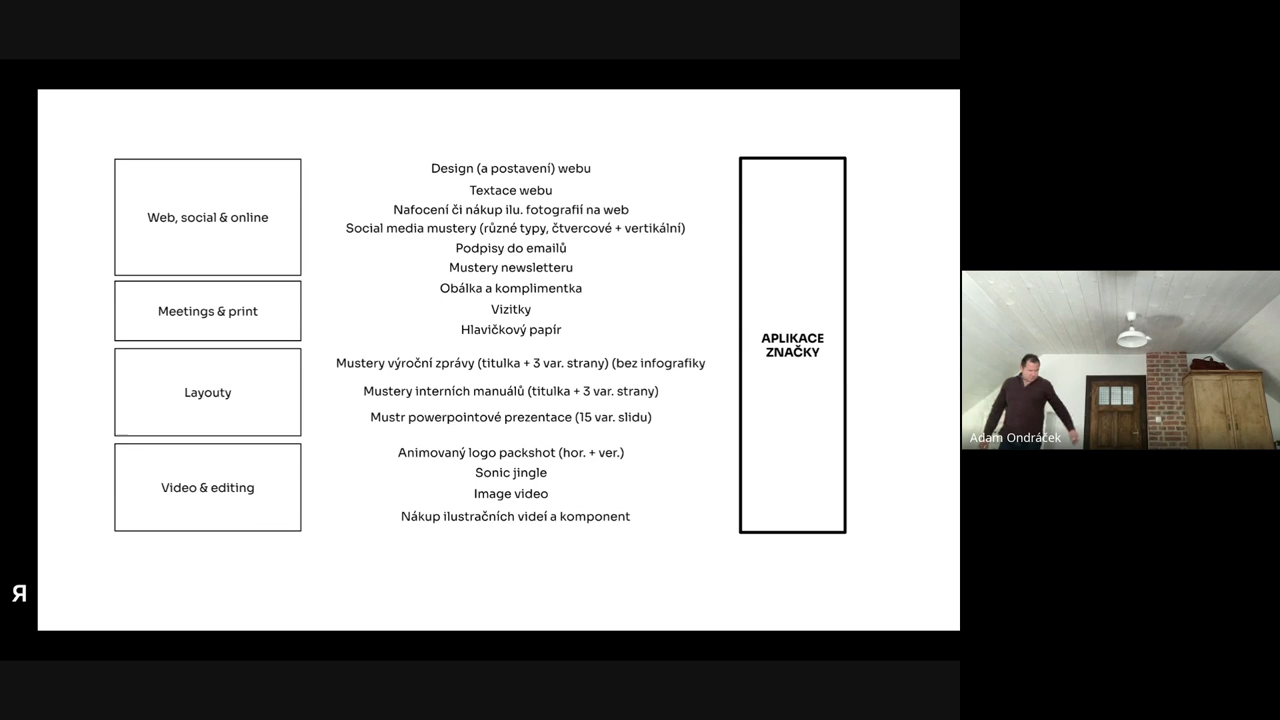 Web, social & online
Design (a postavení) webu
Textace webu
Nafocení či nákup ilu. fotografií na web
Social media mustery (různé typy, čtvercové + vertikální)
Podpisy do emailů
Mustery newsletteru
Meetings & print
Obálka a komplimentka
Vizitky
Hlavičkový papír
Layouty
Mustery výroční zprávy (titulka + 3 var. strany) (bez infografiky
Mustery interních manuálů (titulka + 3 var. strany)
Mustr powerpointové prezentace (15 var. slidu)
Video & editing
Animovaný logo packshot (hor. + ver.)
Sonic jingle
Image video
Nákup ilustračních videí a komponent
APLIKACE
ZNAČKY
Я
Adam Ondráček